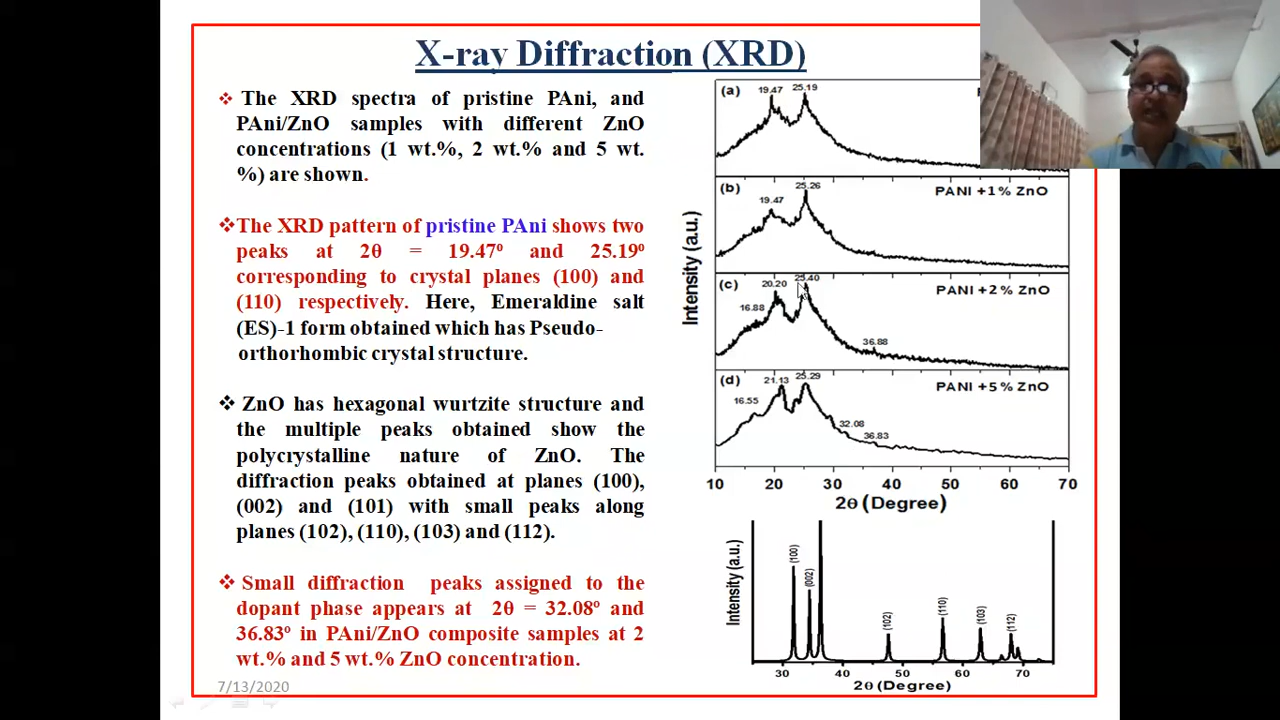 X-ray Diffraction (XRD)
❖ The XRD spectra of pristine PAni, and
PAni/ZnO samples with different ZnO
concentrations (1 wt.%, 2 wt.% and 5 wt.
%) are shown.
❖The XRD pattern of pristine PAni shows two
peaks at 2θ = 19.47º and 25.19º
corresponding to crystal planes (100) and
(110) respectively. Here, Emeraldine salt
(ES)-1 form obtained which has Pseudo-
orthorhombic crystal structure.
❖ ZnO has hexagonal wurtzite structure and
the multiple peaks obtained show the
polycrystalline nature of ZnO. The
diffraction peaks obtained at planes (100),
(002) and (101) with small peaks along
planes (102), (110), (103) and (112).
❖ Small diffraction peaks assigned to the
dopant phase appears at 2θ = 32.08º and
36.83º in PAni/ZnO composite samples at 2
wt.% and 5 wt.% ZnO concentration.
7/13/2020
(a)
19.47
25.19
(b)
19.47
25.26
PANI +1% ZnO
(c)
16.88
20.20
25.40
36.88
PANI +2% ZnO
(d)
16.55
21.13
25.29
32.08
36.83
PANI +5% ZnO
Intensity (a.u.)
10 20 30 40 50 60 70
2θ (Degree)
Intensity (a.u.)
(100)
(002)
(102)
(110)
(103)
(112)
30 40 50 60 70
2θ (Degree)